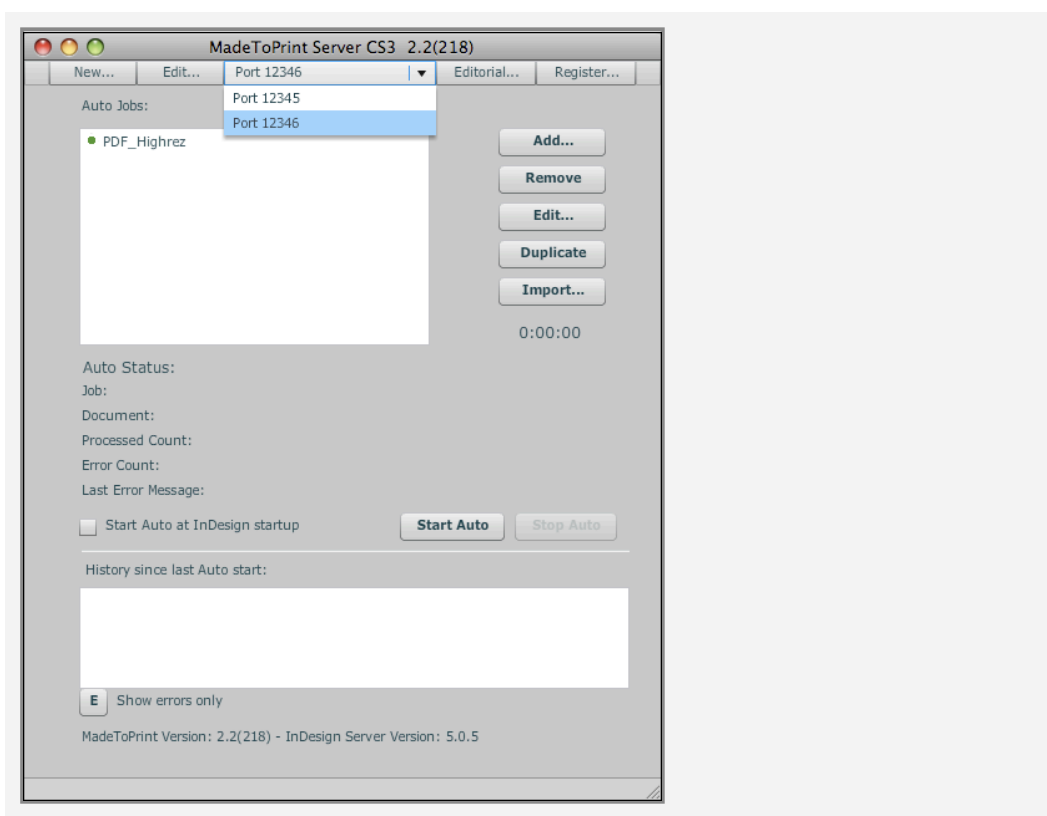 MadeToPrint Server CS3 2.2(218)
New... Edit... Port 12346 Editorial... Register...
Port 12345
Port 12346
Auto Jobs:
PDF_Highrez
Add...
Remove
Edit...
Duplicate
Import...
0:00:00
Auto Status:
Job:
Document:
Processed Count:
Error Count:
Last Error Message:
Start Auto at InDesign startup Start Auto Stop Auto
History since last Auto start:
E Show errors only
MadeToPrint Version: 2.2(218) - InDesign Server Version: 5.0.5